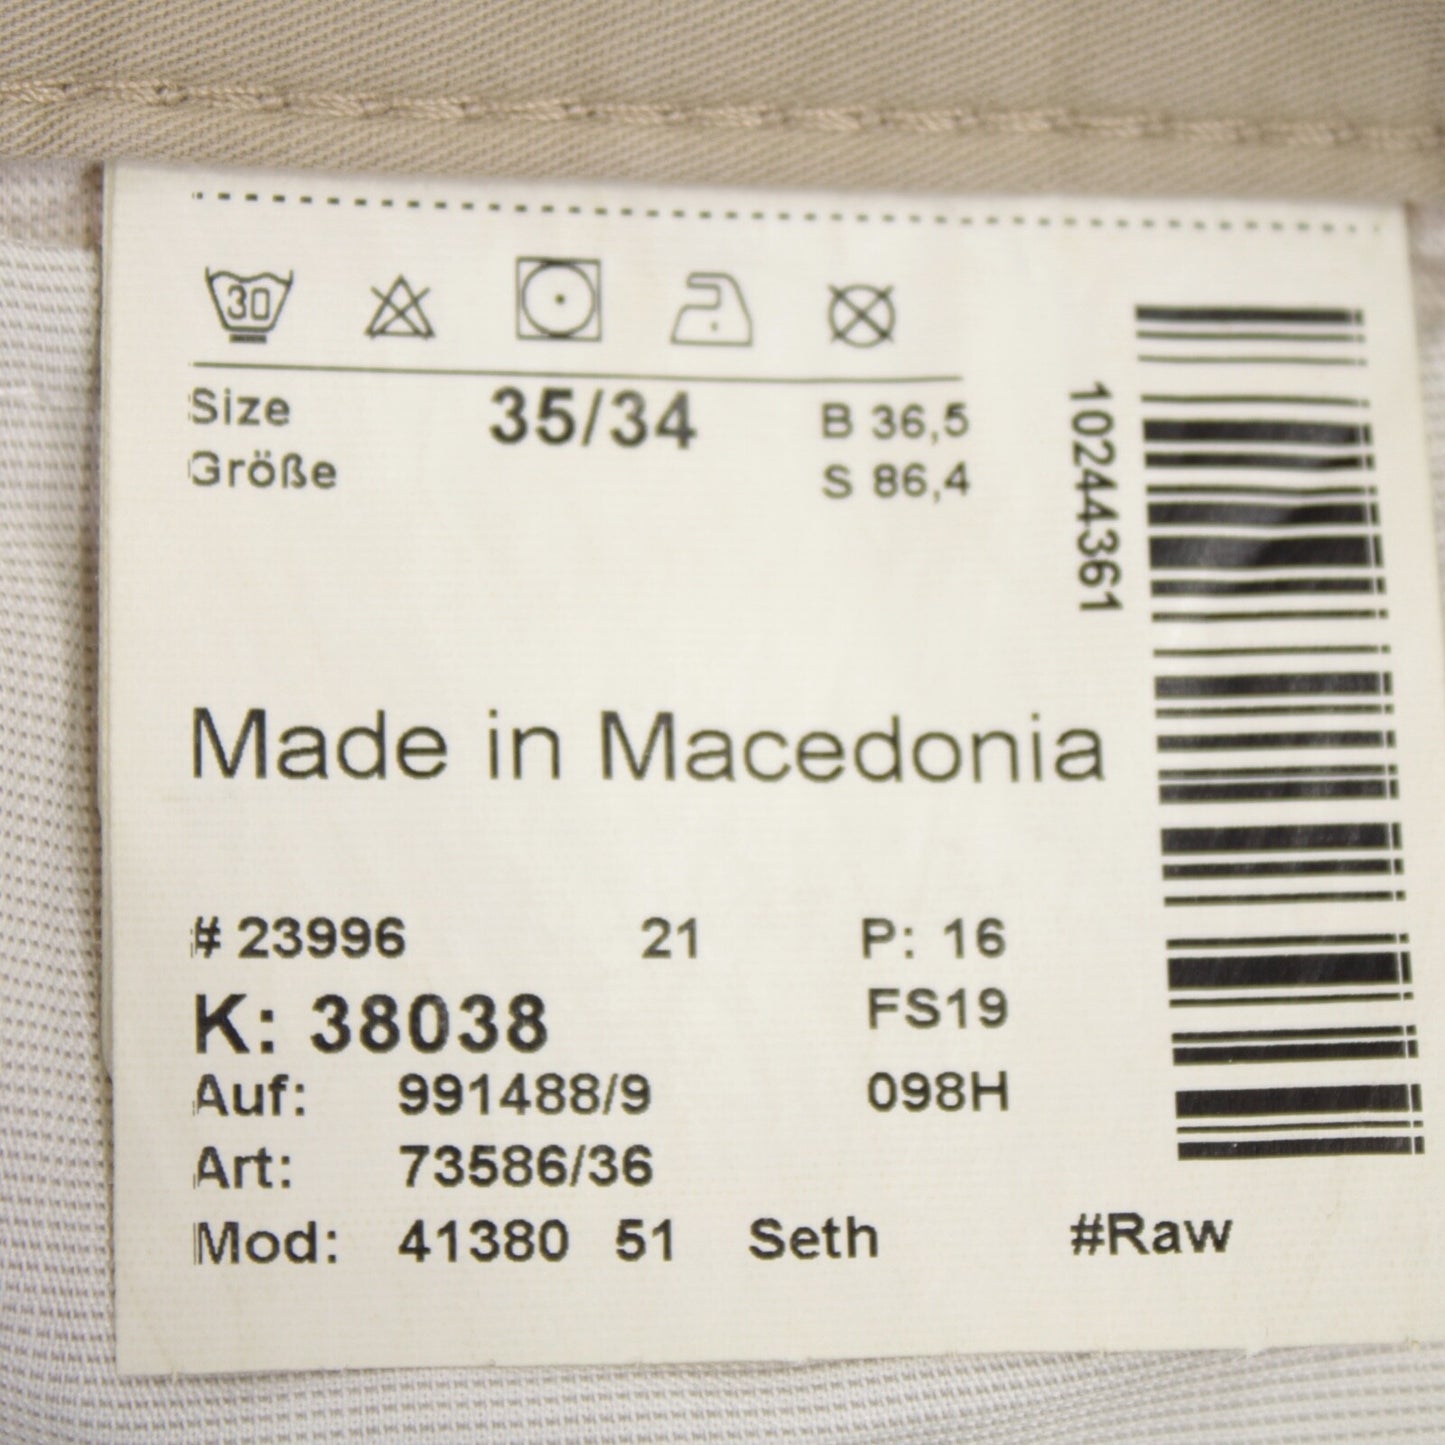 30
Size 35/34 B 36,5
Größe S 86,4
10244361
Made in Macedonia
# 23996 21 P: 16
K: 38038 FS19
Auf: 991488/9 098H
Art: 73586/36
Mod: 41380 51 Seth #Raw